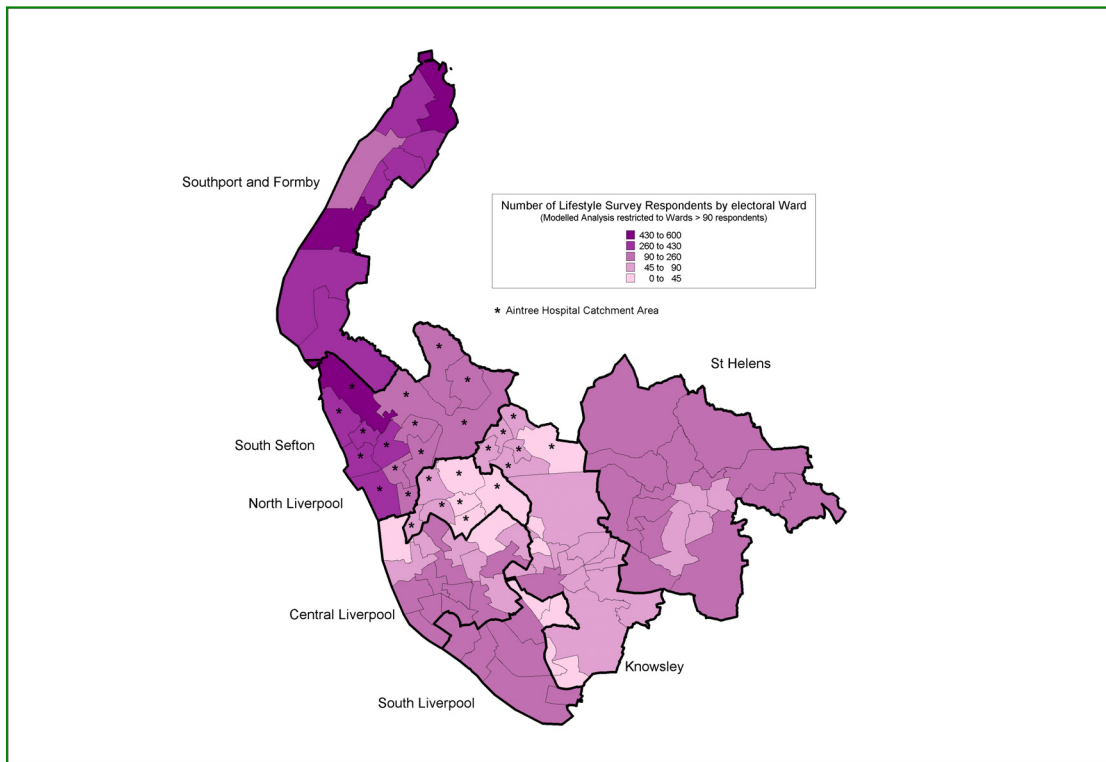 Southport and Formby
Number of Lifestyle Survey Respondents by electoral Ward
(Modelled Analysis restricted to Wards > 90 respondents)
430 to 600
260 to 430
90 to 260
45 to 90
0 to 45
* Aintree Hospital Catchment Area
St Helens
South Sefton
North Liverpool
Central Liverpool
Knowsley
South Liverpool